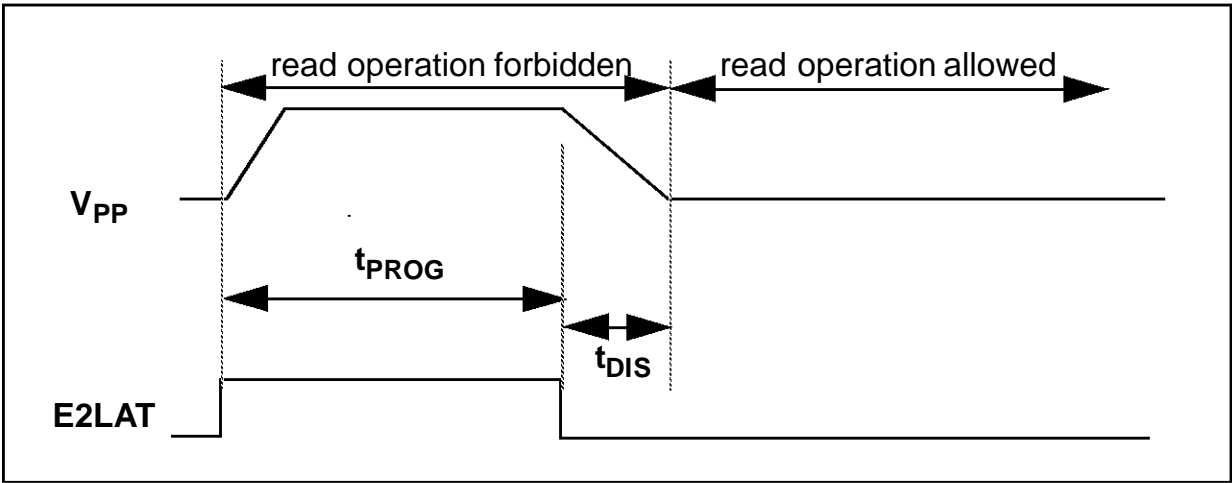 read operation forbidden
read operation allowed
VPP
tPROG
tDIS
E2LAT